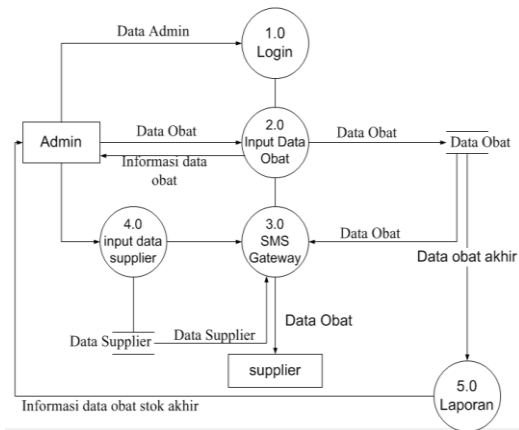 Data Admin
1.0
Login
Admin
Data Obat
2.0
Input Data
Obat
Data Obat
Data Obat
Informasi data
obat
4.0
input data
supplier
3.0
SMS
Gateway
Data Obat
Data obat akhir
Data Supplier
Data Supplier
Data Obat
supplier
5.0
Laporan
Informasi data obat stok akhir